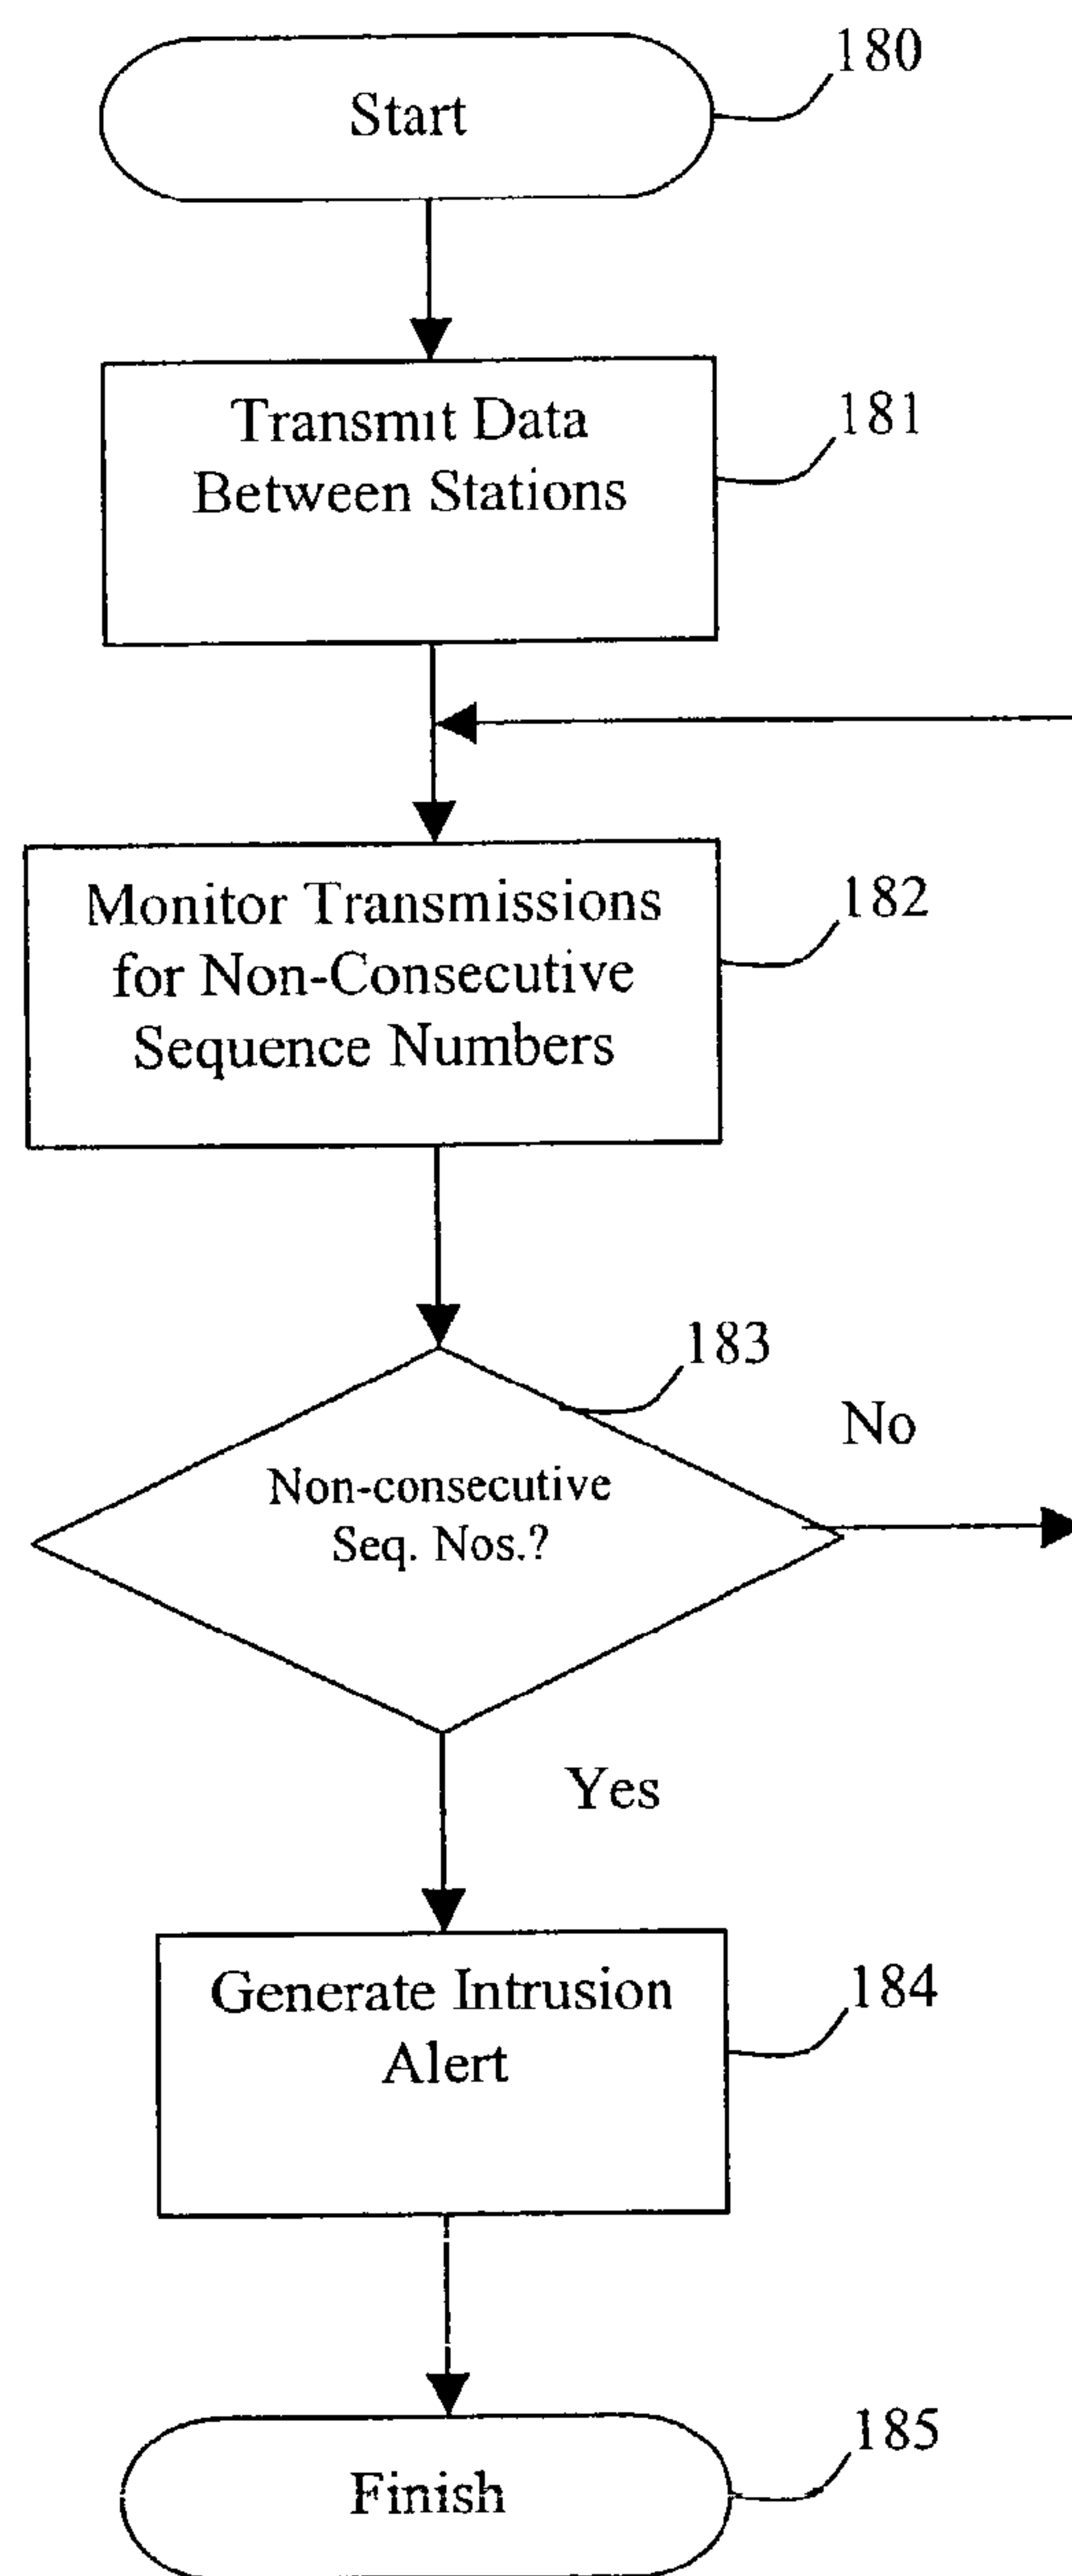 180
Start
181
Transmit Data
Between Stations
182
Monitor Transmissions
for Non-Consecutive
Sequence Numbers
183
No
Non-consecutive
Seq. Nos.?
Yes
184
Generate Intrusion
Alert
185
Finish